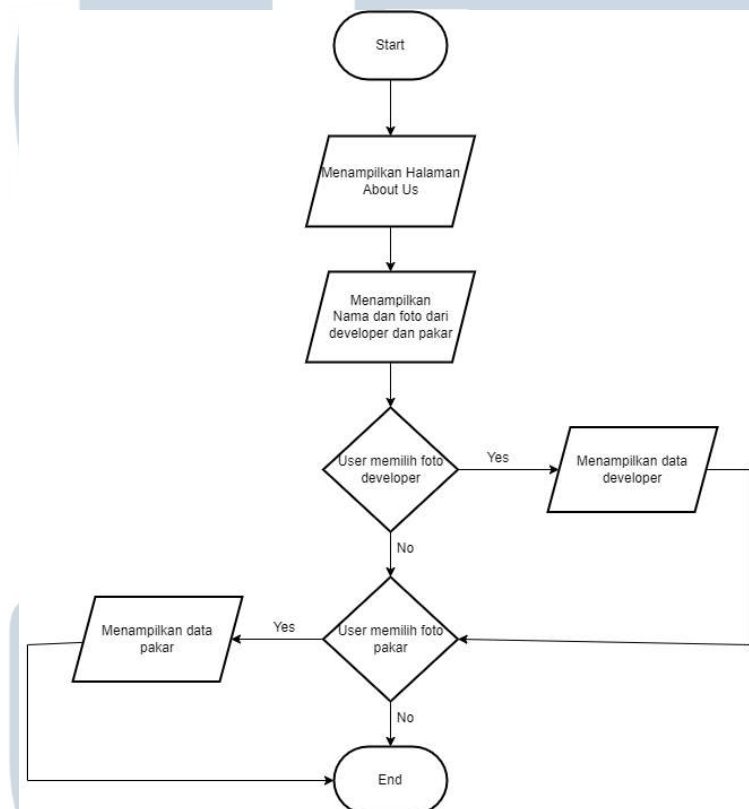 Start
Menampilkan Halaman
About Us
Menampilkan
Nama dan foto dari
developer dan pakar
User memilih foto
developer
Yes
Menampilkan data
developer
No
Menampilkan data
pakar
Yes
User memilih foto
pakar
No
End